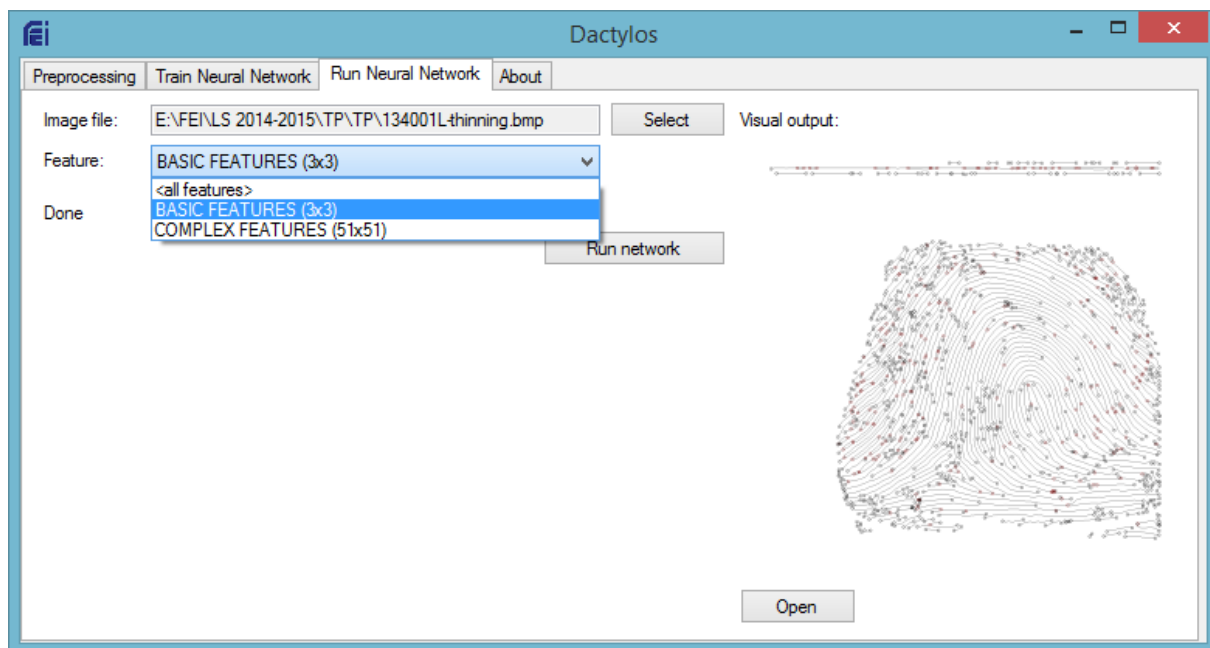 FEI
Dactylos
Preprocessing Train Neural Network Run Neural Network About
Image file: E:\FEI\LS 2014-2015\TP\TP\134001L-thinning.bmp Select Visual output:
Feature: BASIC FEATURES (3x3)
<all features>
Done BASIC FEATURES (3x3)
COMPLEX FEATURES (51x51)
Run network
Open